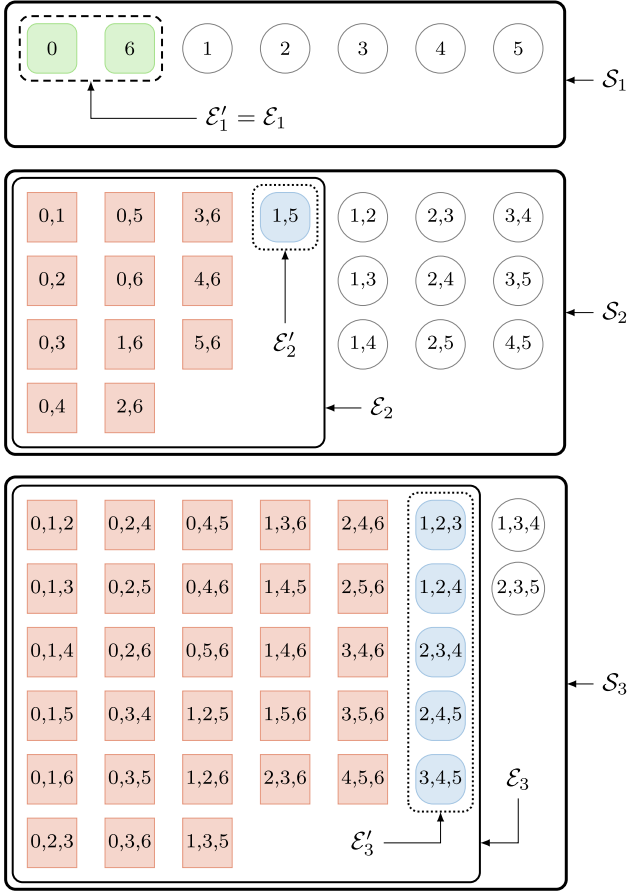 0 6 1 2 3 4 5
𝒮₁
ℰ′₁ = ℰ₁
0,1 0,5 3,6 1,5 1,2 2,3 3,4
0,2 0,6 4,6 1,3 2,4 3,5
𝒮₂
0,3 1,6 5,6 ℰ′₂ 1,4 2,5 4,5
0,4 2,6 ℰ₂
0,1,2 0,2,4 0,4,5 1,3,6 2,4,6 1,2,3 1,3,4
0,1,3 0,2,5 0,4,6 1,4,5 2,5,6 1,2,4 2,3,5
0,1,4 0,2,6 0,5,6 1,4,6 3,4,6 2,3,4
𝒮₃
0,1,5 0,3,4 1,2,5 1,5,6 3,5,6 2,4,5
0,1,6 0,3,5 1,2,6 2,3,6 4,5,6 3,4,5 ℰ₃
0,2,3 0,3,6 1,3,5 ℰ′₃